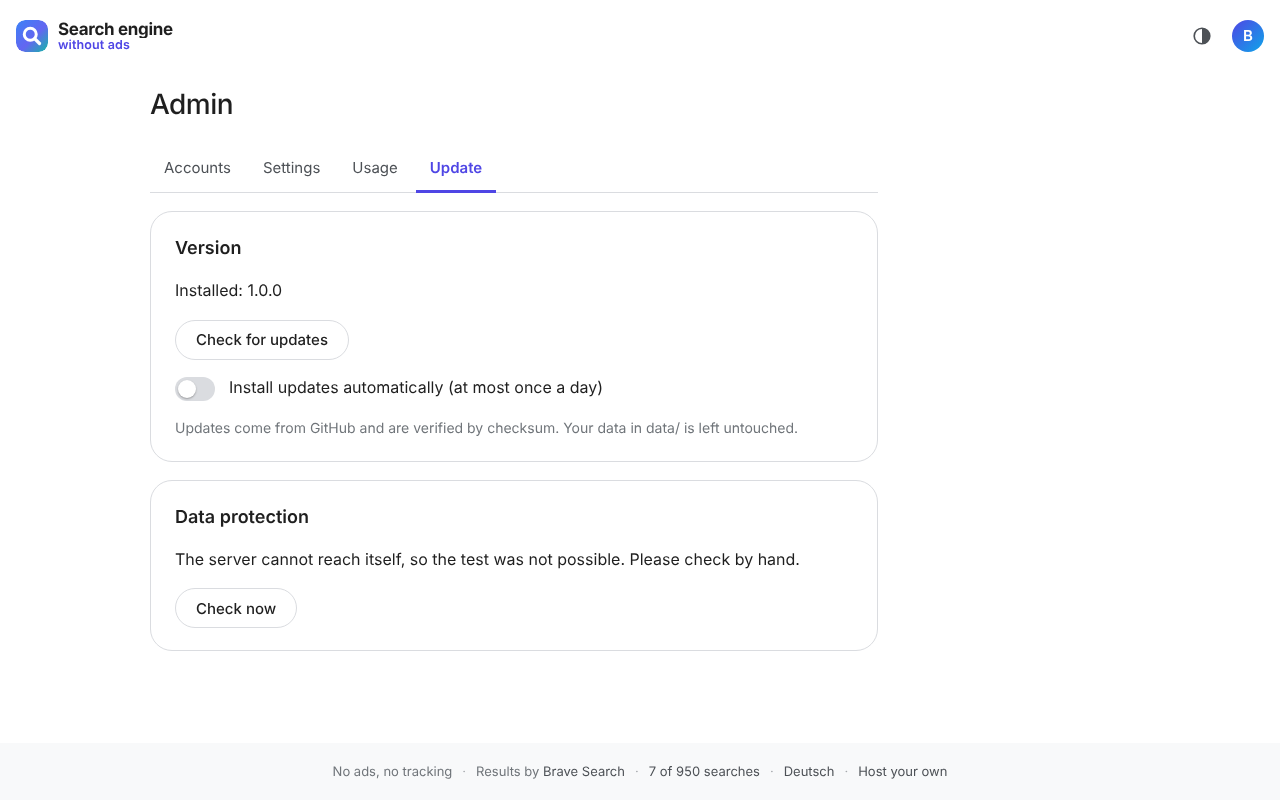 Search engine
without ads
B
Admin
Accounts Settings Usage Update
Version
Installed: 1.0.0
Check for updates
Install updates automatically (at most once a day)
Updates come from GitHub and are verified by checksum. Your data in data/ is left untouched.
Data protection
The server cannot reach itself, so the test was not possible. Please check by hand.
Check now
No ads, no tracking · Results by Brave Search · 7 of 950 searches · Deutsch · Host your own